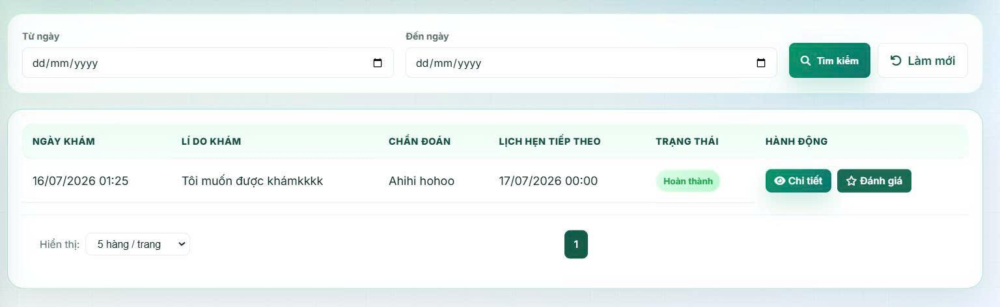 Từ ngày Đến ngày
dd/mm/yyyy dd/mm/yyyy Tìm kiếm Làm mới
NGÀY KHÁM LÍ DO KHÁM CHẨN ĐOÁN LỊCH HẸN TIẾP THEO TRẠNG THÁI HÀNH ĐỘNG
16/07/2026 01:25 Tôi muốn được khámkkkk Ahihi hohoo 17/07/2026 00:00 Hoàn thành Chi tiết Đánh giá
Hiển thị: 5 hàng / trang 1